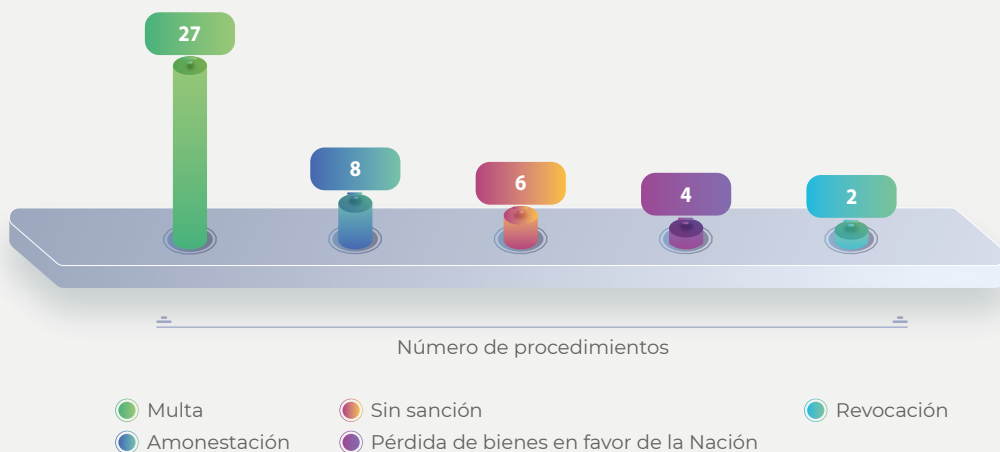 27
8
6
4
2
Número de procedimientos
Multa
Sin sanción
Revocación
Amonestación
Pérdida de bienes en favor de la Nación